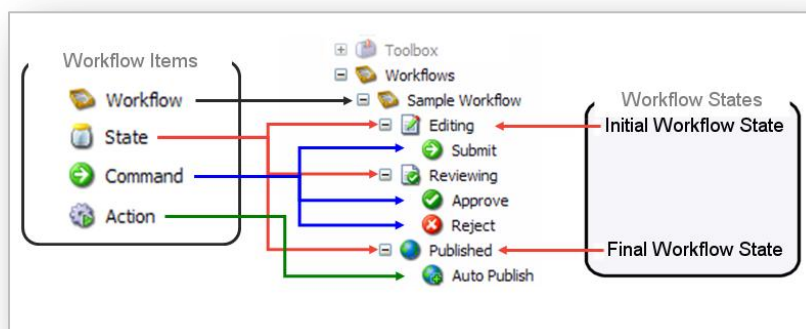 Workflow Items
Workflow
State
Command
Action
Toolbox
Workflows
Sample Workflow
Editing
Submit
Reviewing
Approve
Reject
Published
Auto Publish
Workflow States
Initial Workflow State
Final Workflow State